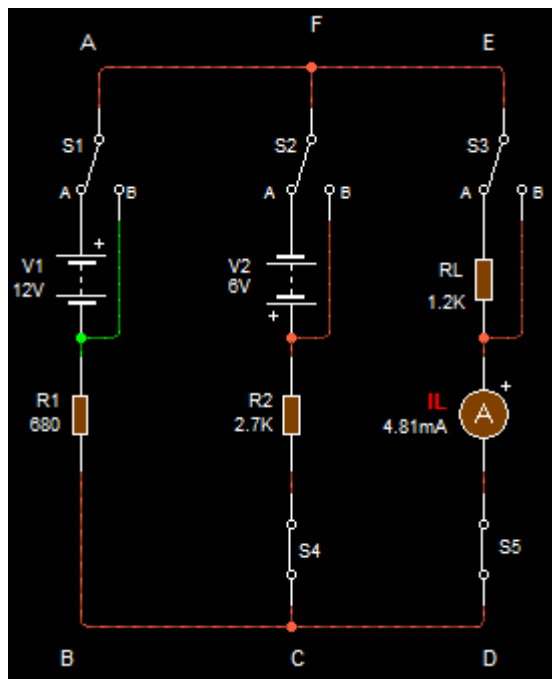 A F E
S1 S2 S3
A B A B A B
+
V1 V2 RL
12V 6V 1.2K
+
+
R1 R2 IL
680 2.7K A
4.81mA
S4 S5
B C D